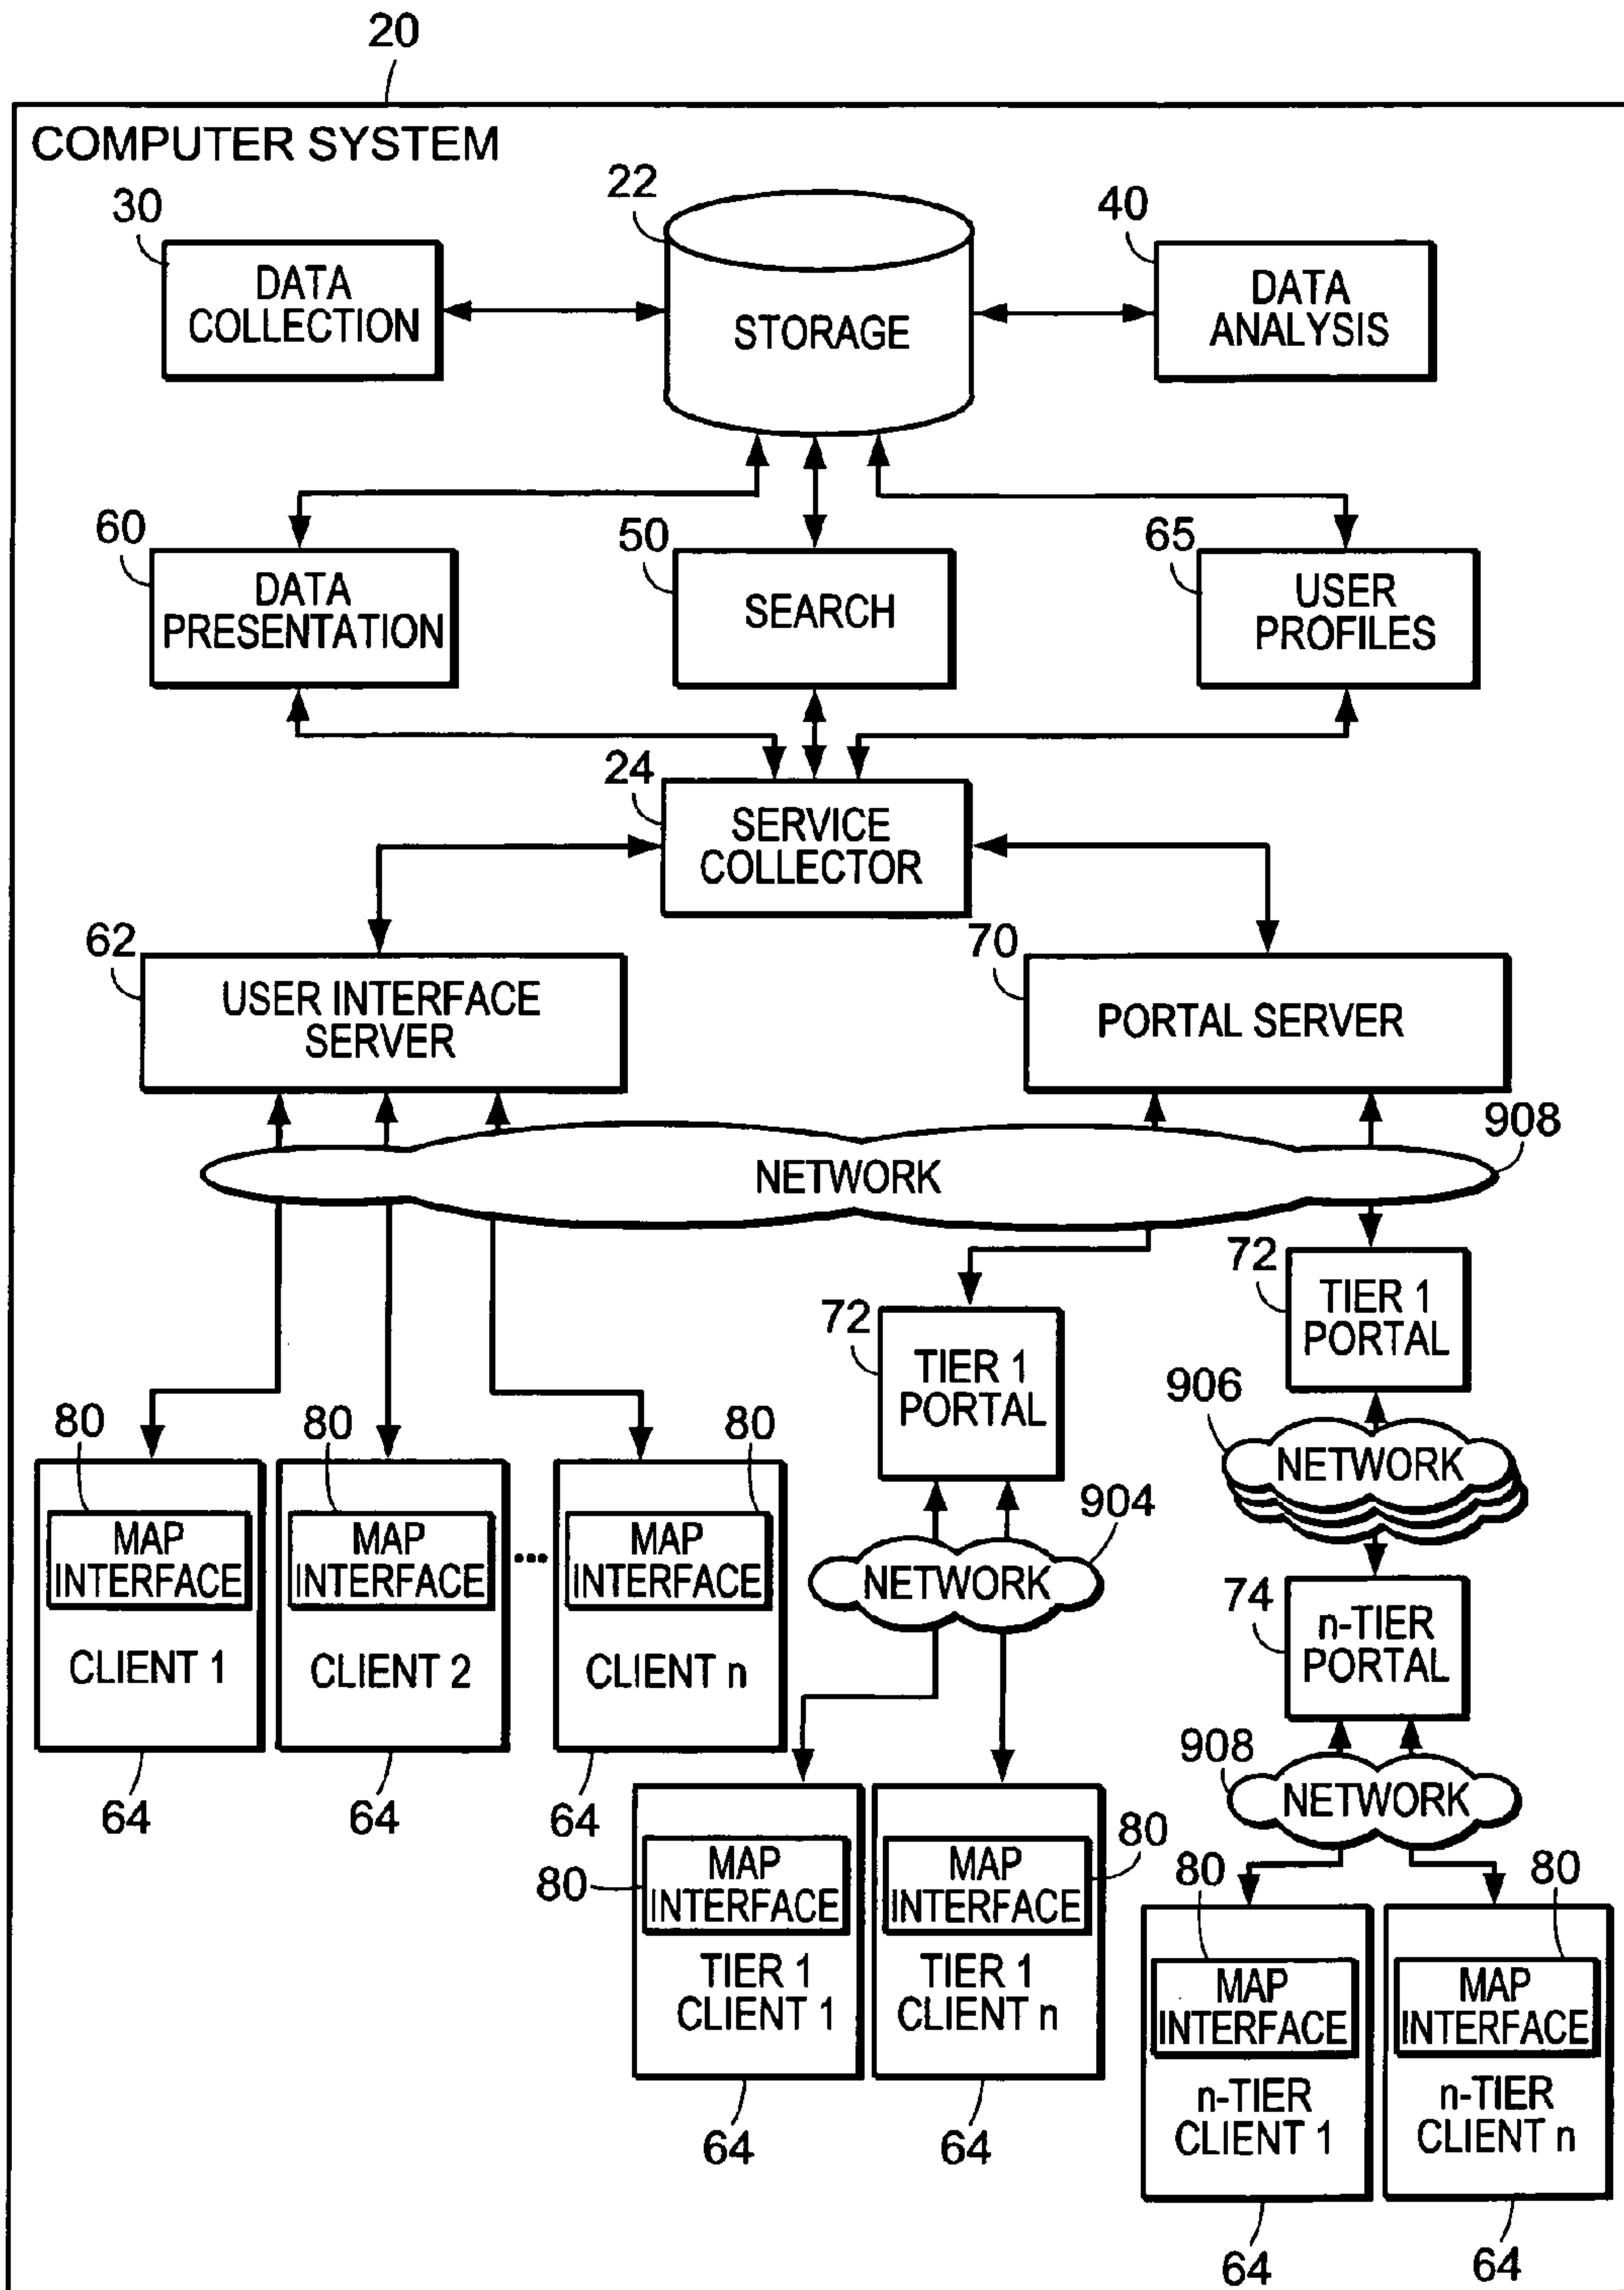 20
COMPUTER SYSTEM
30
22
40
DATA
COLLECTION
STORAGE
DATA
ANALYSIS
60
50
65
DATA
PRESENTATION
SEARCH
USER
PROFILES
24
SERVICE
COLLECTOR
62
70
USER INTERFACE
SERVER
PORTAL SERVER
908
NETWORK
72
TIER 1
PORTAL
72
TIER 1
PORTAL
906
NETWORK
80
80
80
MAP
INTERFACE
MAP
INTERFACE
...
MAP
INTERFACE
904
NETWORK
CLIENT 1
CLIENT 2
CLIENT n
74
n-TIER
PORTAL
64
64
64
908
NETWORK
80
MAP
INTERFACE
MAP
INTERFACE
80
TIER 1
CLIENT 1
TIER 1
CLIENT n
80
80
MAP
INTERFACE
MAP
INTERFACE
n-TIER
CLIENT 1
n-TIER
CLIENT n
64
64
64
64